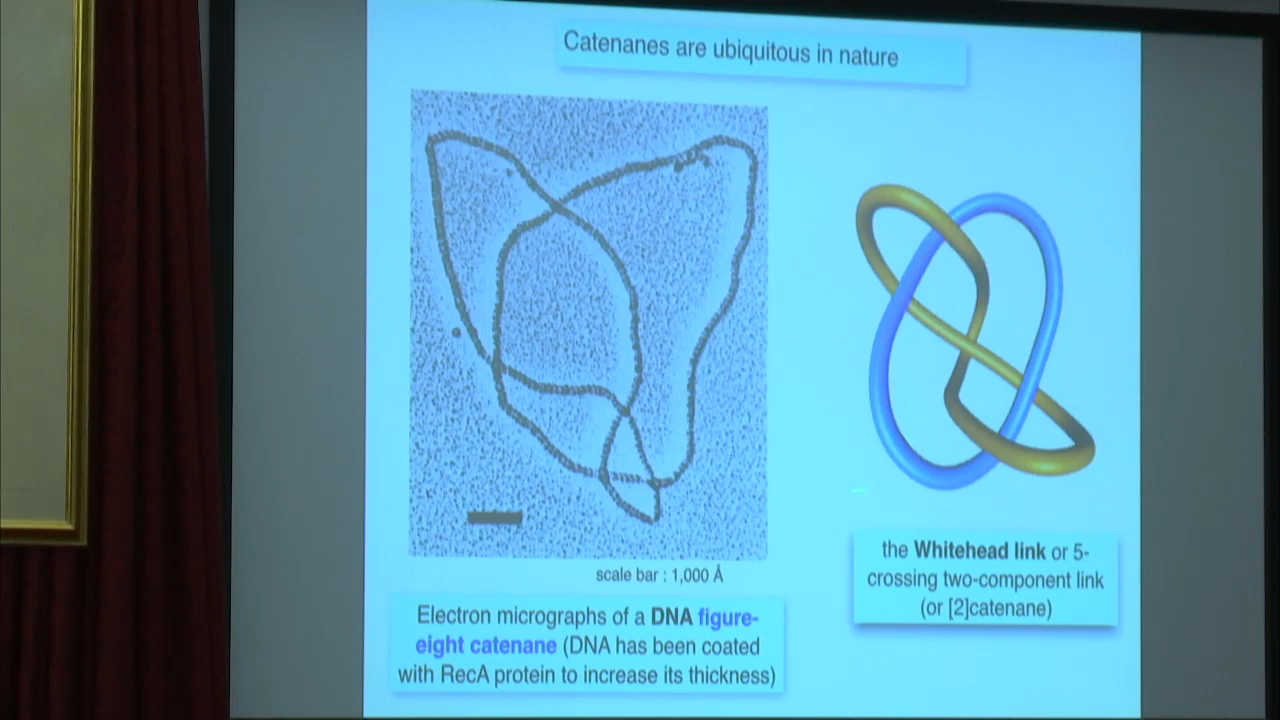 Catenanes are ubiquitous in nature
scale bar : 1,000 Å
Electron micrographs of a DNA figure-
eight catenane (DNA has been coated
with RecA protein to increase its thickness)
the Whitehead link or 5-
crossing two-component link
(or [2]catenane)